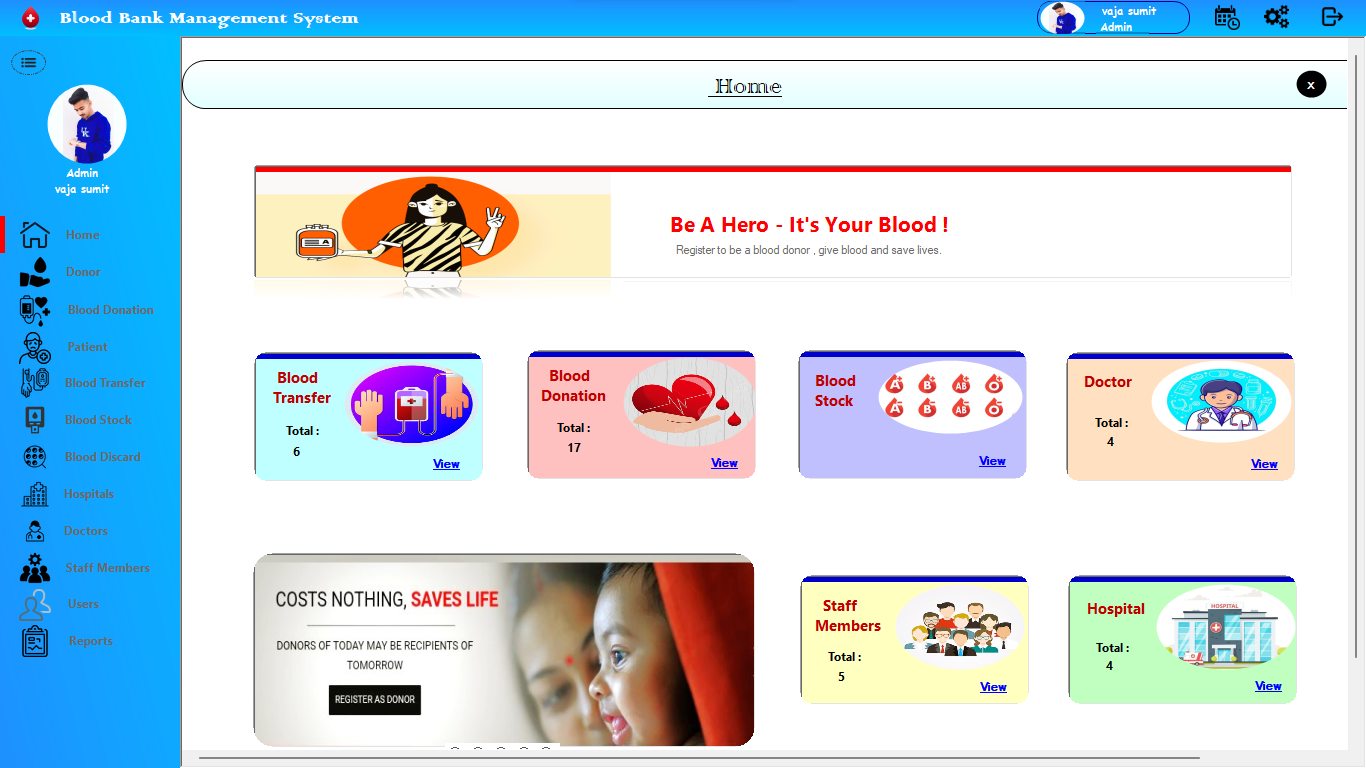 Blood Bank Management System
vaja sumit
Admin
Admin
vaja sumit
Home
Donor
Blood Donation
Patient
Blood Transfer
Blood Stock
Blood Discard
Hospitals
Doctors
Staff Members
Users
Reports
Home
x
A
Be A Hero - It's Your Blood !
Register to be a blood donor , give blood and save lives.
Blood
Transfer
Total :
6
View
Blood
Donation
Total :
17
View
Blood
Stock
A+ B+ AB+ O+
A- B- AB- O-
View
Doctor
Total :
4
View
COSTS NOTHING, SAVES LIFE
DONORS OF TODAY MAY BE RECIPIENTS OF
TOMORROW
REGISTER AS DONOR
Staff
Members
Total :
5
View
Hospital
HOSPITAL
Total :
4
View